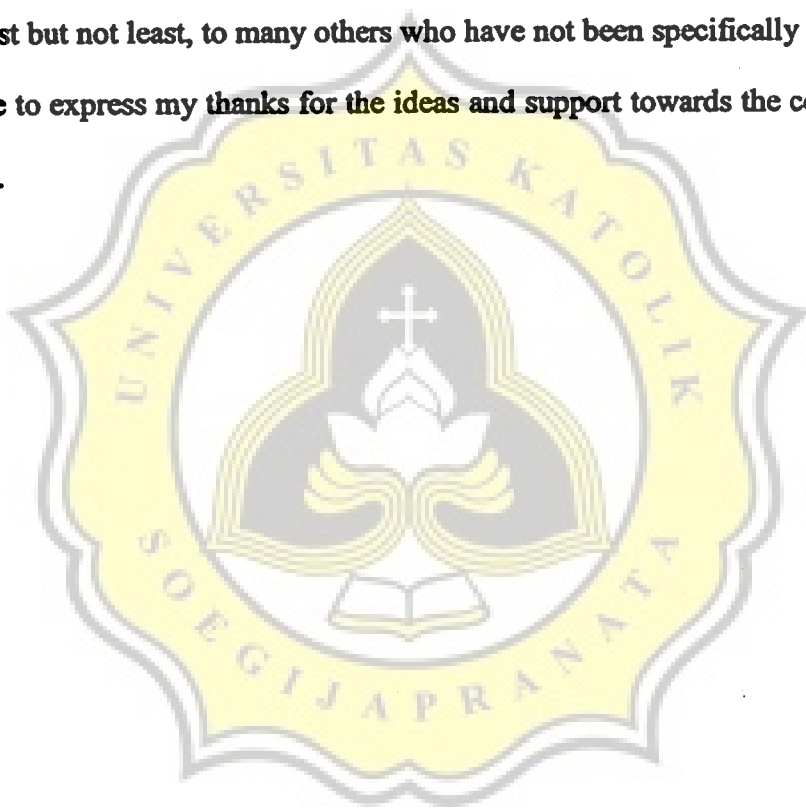 st but not least, to many others who have not been specifically
e to express my thanks for the ideas and support towards the co
.
UNIVERSITAS KATOLIK
SOEGIJAPRANATA